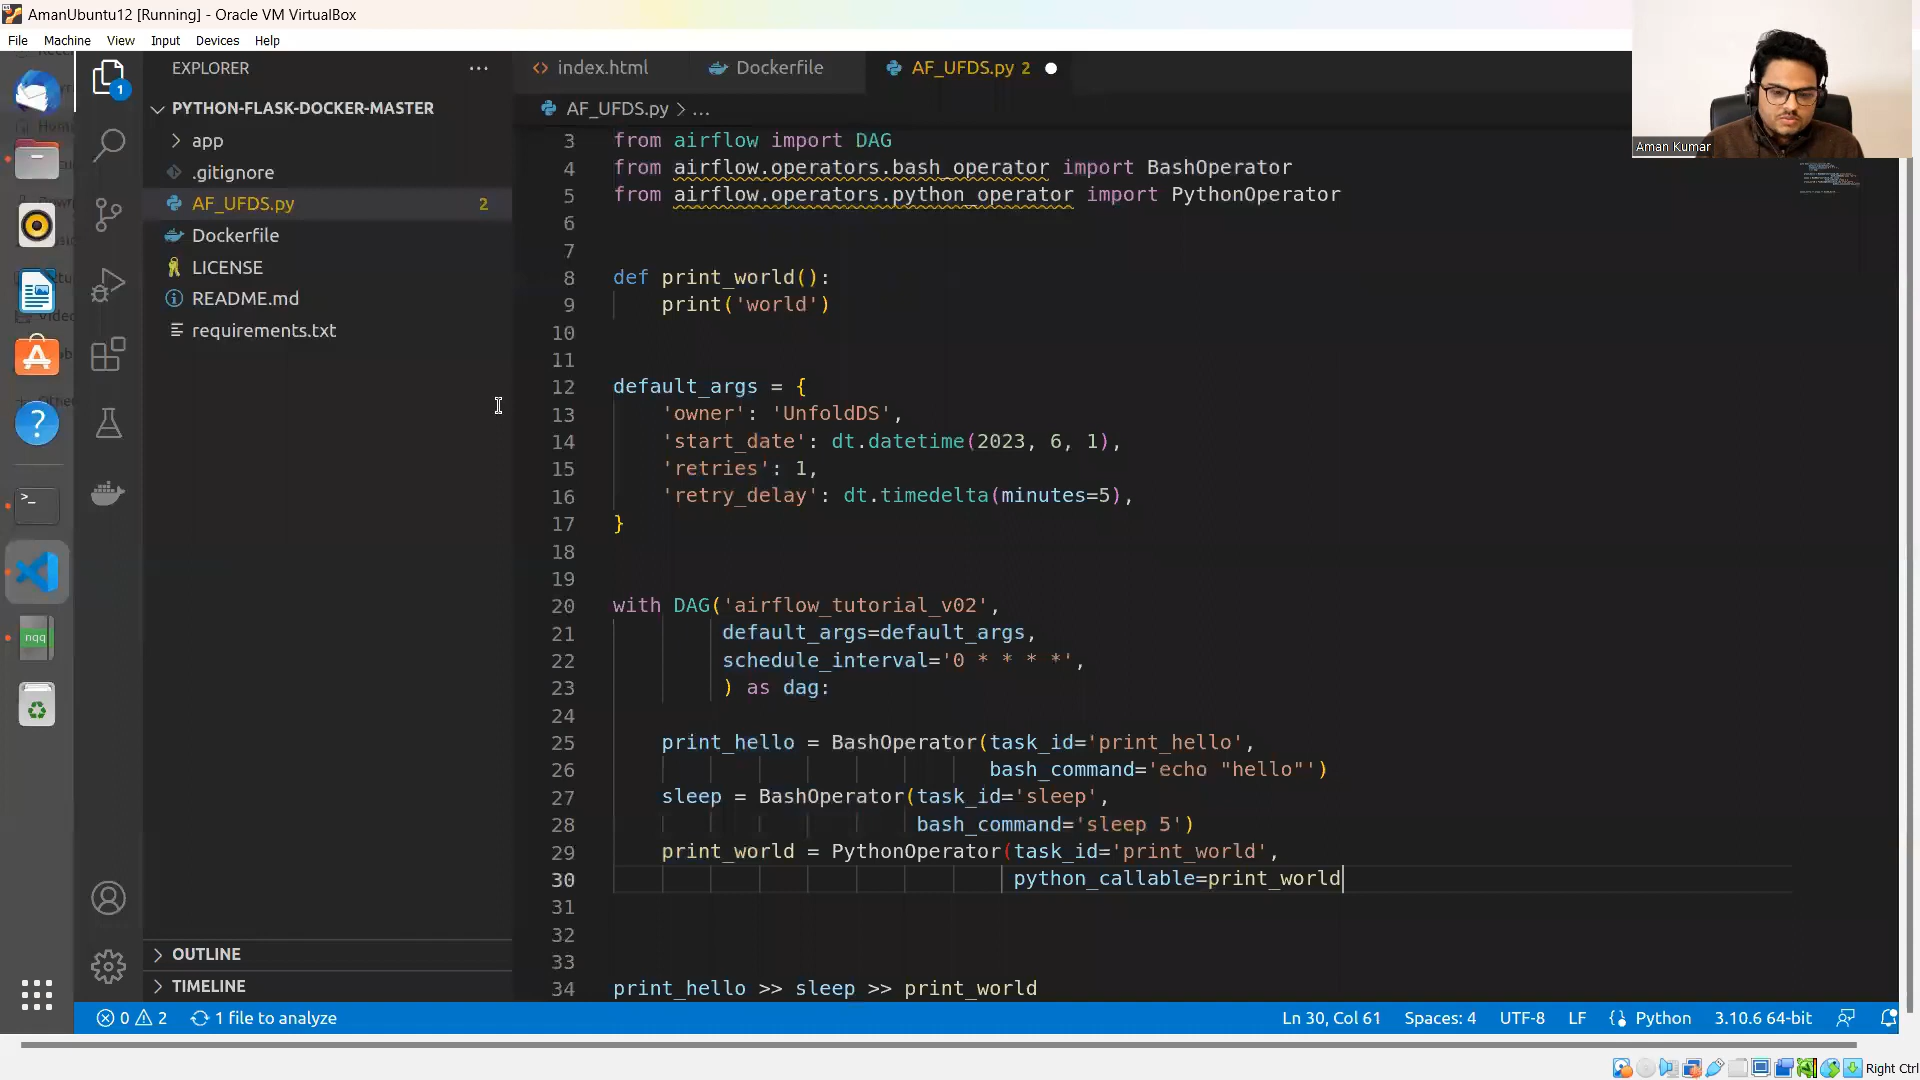 AmanUbuntu12 [Running] - Oracle VM VirtualBox
File Machine View Input Devices Help
Aman Kumar
EXPLORER
1
PYTHON-FLASK-DOCKER-MASTER
app
.gitignore
AF_UFDS.py 2
Dockerfile
LICENSE
README.md
requirements.txt
OUTLINE
TIMELINE
nqq
index.html Dockerfile AF_UFDS.py 2
AF_UFDS.py > ...
3 from airflow import DAG
4 from airflow.operators.bash_operator import BashOperator
5 from airflow.operators.python_operator import PythonOperator
6
7
8 def print_world():
9 print('world')
10
11
12 default_args = {
13 'owner': 'UnfoldDS',
14 'start_date': dt.datetime(2023, 6, 1),
15 'retries': 1,
16 'retry_delay': dt.timedelta(minutes=5),
17 }
18
19
20 with DAG('airflow_tutorial_v02',
21 default_args=default_args,
22 schedule_interval='0 * * * *',
23 ) as dag:
24
25 print_hello = BashOperator(task_id='print_hello',
26 bash_command='echo "hello"')
27 sleep = BashOperator(task_id='sleep',
28 bash_command='sleep 5')
29 print_world = PythonOperator(task_id='print_world',
30 python_callable=print_world
31
32
33
34 print_hello >> sleep >> print_world
0 2 1 file to analyze Ln 30, Col 61 Spaces: 4 UTF-8 LF Python 3.10.6 64-bit
Right Ctrl